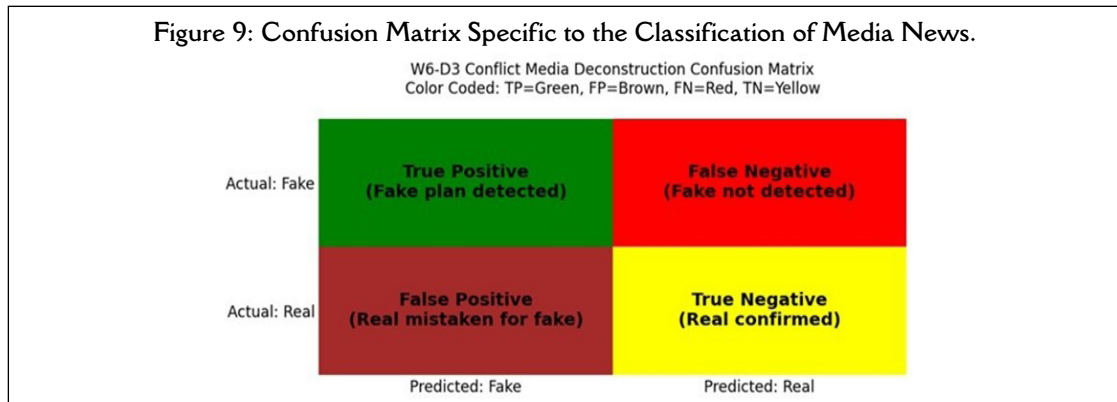 Figure 9: Confusion Matrix Specific to the Classification of Media News.
W6-D3 Conflict Media Deconstruction Confusion Matrix
Color Coded: TP=Green, FP=Brown, FN=Red, TN=Yellow
Actual: Fake
True Positive
(Fake plan detected)
False Negative
(Fake not detected)
Actual: Real
False Positive
(Real mistaken for fake)
True Negative
(Real confirmed)
Predicted: Fake
Predicted: Real